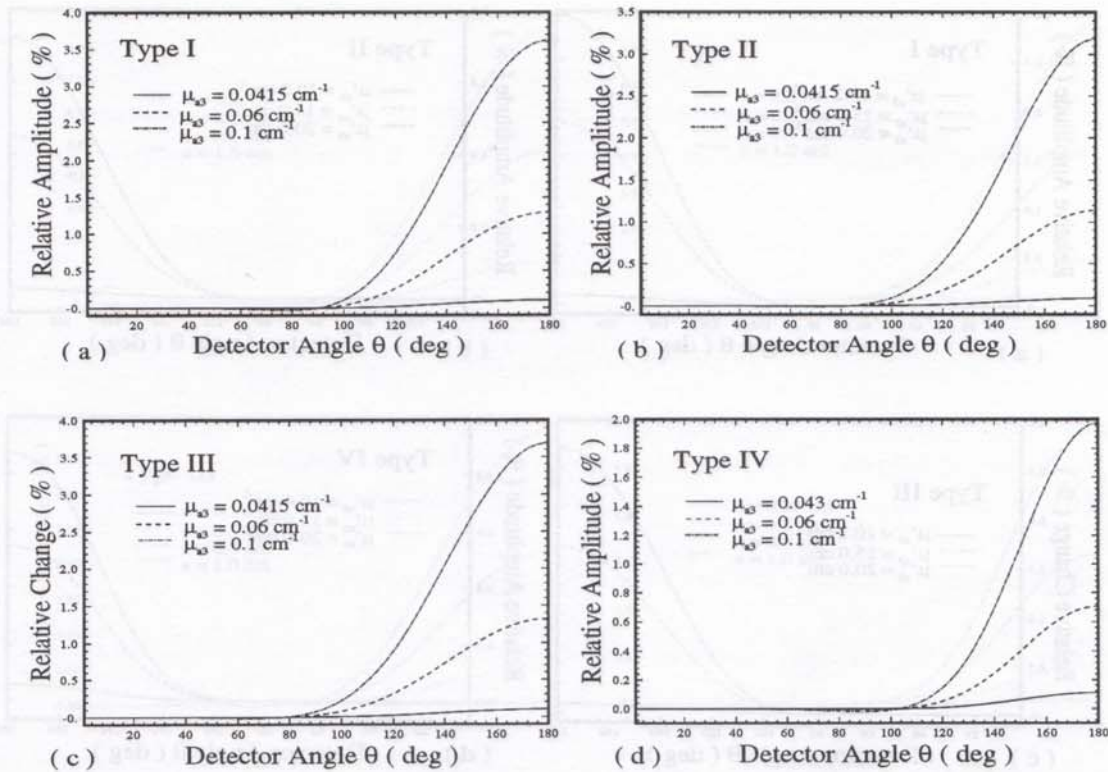 Type I
μa3 = 0.0415 cm-1
μa3 = 0.06 cm-1
μa3 = 0.1 cm-1
Relative Amplitude ( % )
4.0
3.5
3.0
2.5
2.0
1.5
1.0
0.5
-0
20 40 60 80 100 120 140 160 180
Detector Angle θ ( deg )
( a )
Type II
μa3 = 0.0415 cm-1
μa3 = 0.06 cm-1
μa3 = 0.1 cm-1
Relative Amplitude ( % )
3.5
3.0
2.5
2.0
1.5
1.0
0.5
-0
20 40 60 80 100 120 140 160 180
Detector Angle θ ( deg )
( b )
Type III
μa3 = 0.0415 cm-1
μa3 = 0.06 cm-1
μa3 = 0.1 cm-1
Relative Change ( % )
4.0
3.5
3.0
2.5
2.0
1.5
1.0
0.5
-0
20 40 60 80 100 120 140 160 180
Detector Angle θ ( deg )
( c )
Type IV
μa3 = 0.043 cm-1
μa3 = 0.06 cm-1
μa3 = 0.1 cm-1
Relative Amplitude ( % )
2.0
1.8
1.6
1.4
1.2
1.0
0.8
0.6
0.4
0.2
0.0
20 40 60 80 100 120 140 160 180
Detector Angle θ ( deg )
( d )